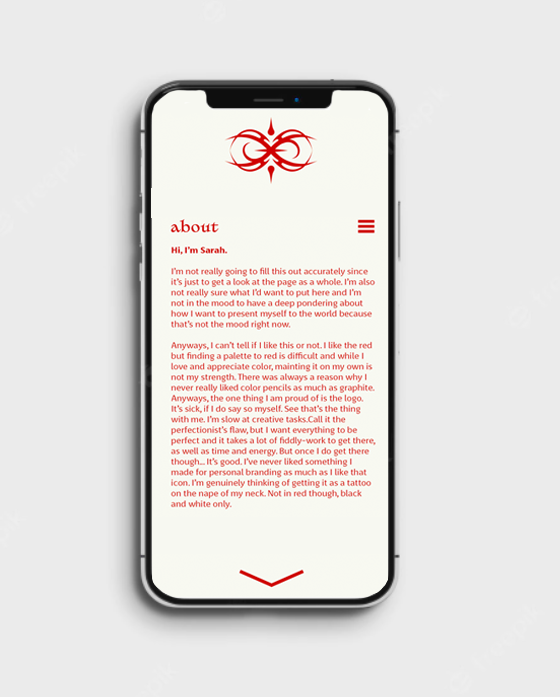 about
Hi, I'm Sarah.
I'm not really going to fill this out accurately since
it's just to get a look at the page as a whole. I'm also
not really sure what I'd want to put here and I'm
not in the mood to have a deep pondering about
how I want to present myself to the world because
that's not the mood right now.
Anyways, I can't tell if I like this or not. I like the red
but finding a palette to red is difficult and while I
love and appreciate color, mainting it on my own is
not my strength. There was always a reason why I
never really liked color pencils as much as graphite.
Anyways, the one thing I am proud of is the logo.
It's sick, if I do say so myself. See that's the thing
with me. I'm slow at creative tasks.Call it the
perfectionist's flaw, but I want everything to be
perfect and it takes a lot of fiddly-work to get there,
as well as time and energy. But once I do get there
though... It's good. I've never liked something I
made for personal branding as much as I like that
icon. I'm genuinely thinking of getting it as a tattoo
on the nape of my neck. Not in red though, black
and white only.